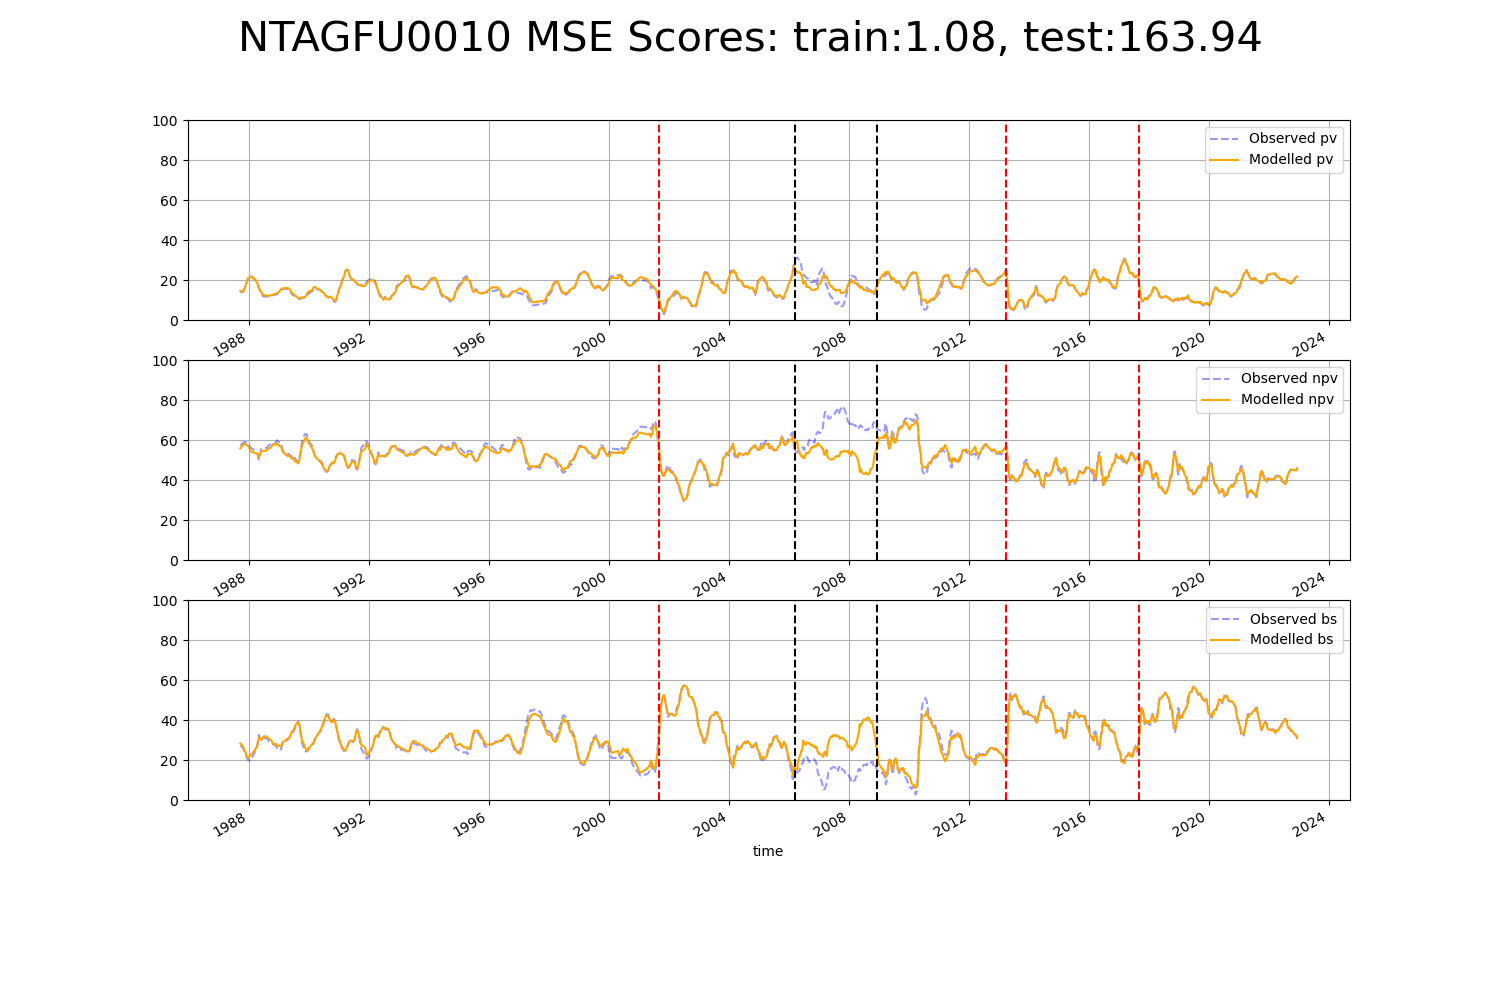 NTAGFU0010 MSE Scores: train:1.08, test:163.94
100
80
60
40
20
0
Observed pv
Modelled pv
1988 1992 1996 2000 2004 2008 2012 2016 2020 2024
100
80
60
40
20
0
Observed npv
Modelled npv
1988 1992 1996 2000 2004 2008 2012 2016 2020 2024
100
80
60
40
20
0
Observed bs
Modelled bs
1988 1992 1996 2000 2004 2008 2012 2016 2020 2024
time